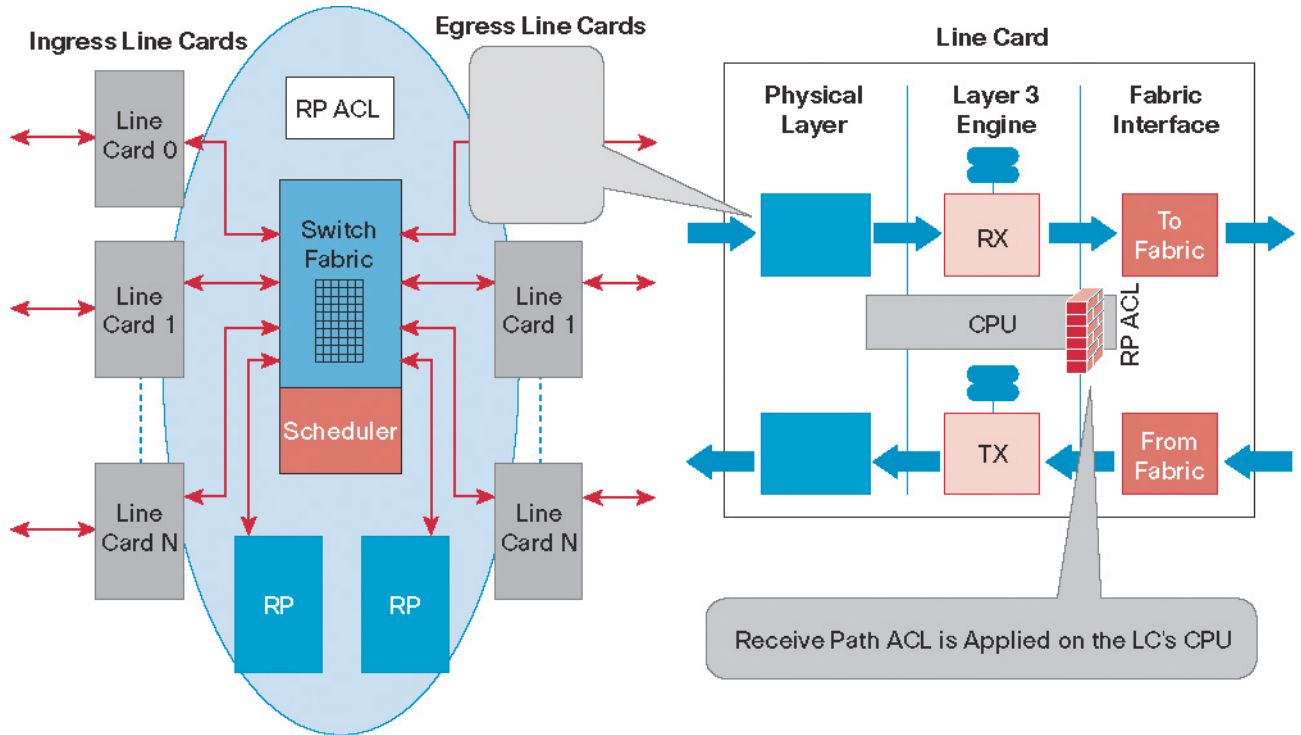 Ingress Line Cards
Egress Line Cards
Line
Card 0
RP ACL
Switch
Fabric
Line
Card 1
Line
Card 1
Scheduler
Line
Card N
Line
Card N
RP
RP
Line Card
Physical
Layer
Layer 3
Engine
Fabric
Interface
RX
To
Fabric
CPU
RP ACL
TX
From
Fabric
Receive Path ACL is Applied on the LC's CPU